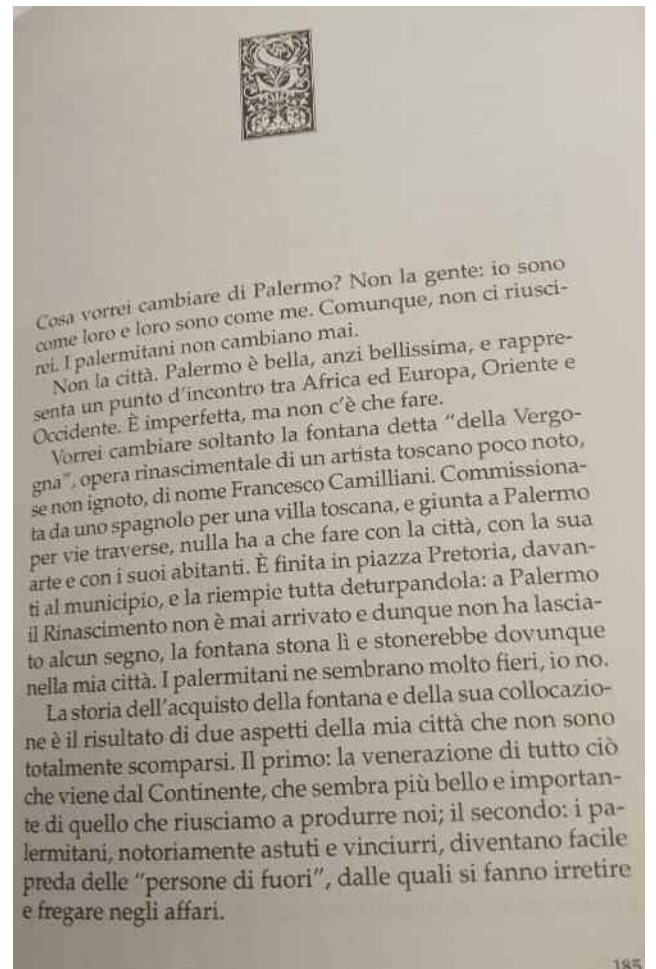 S
Cosa vorrei cambiare di Palermo? Non la gente: io sono
come loro e loro sono come me. Comunque, non ci riusci-
rei. I palermitani non cambiano mai.
Non la città. Palermo è bella, anzi bellissima, e rappre-
senta un punto d'incontro tra Africa ed Europa, Oriente e
Occidente. È imperfetta, ma non c'è che fare.
Vorrei cambiare soltanto la fontana detta "della Vergo-
gna", opera rinascimentale di un artista toscano poco noto,
se non ignoto, di nome Francesco Camilliani. Commissiona-
ta da uno spagnolo per una villa toscana, e giunta a Palermo
per vie traverse, nulla ha a che fare con la città, con la sua
arte e con i suoi abitanti. È finita in piazza Pretoria, davan-
ti al municipio, e la riempie tutta deturpandola: a Palermo
il Rinascimento non è mai arrivato e dunque non ha lascia-
to alcun segno, la fontana stona lì e stonerebbe dovunque
nella mia città. I palermitani ne sembrano molto fieri, io no.
La storia dell'acquisto della fontana e della sua collocazio-
ne è il risultato di due aspetti della mia città che non sono
totalmente scomparsi. Il primo: la venerazione di tutto ciò
che viene dal Continente, che sembra più bello e importan-
te di quello che riusciamo a produrre noi; il secondo: i pa-
lermitani, notoriamente astuti e vinciurri, diventano facile
preda delle "persone di fuori", dalle quali si fanno irretire
e fregare negli affari.
185